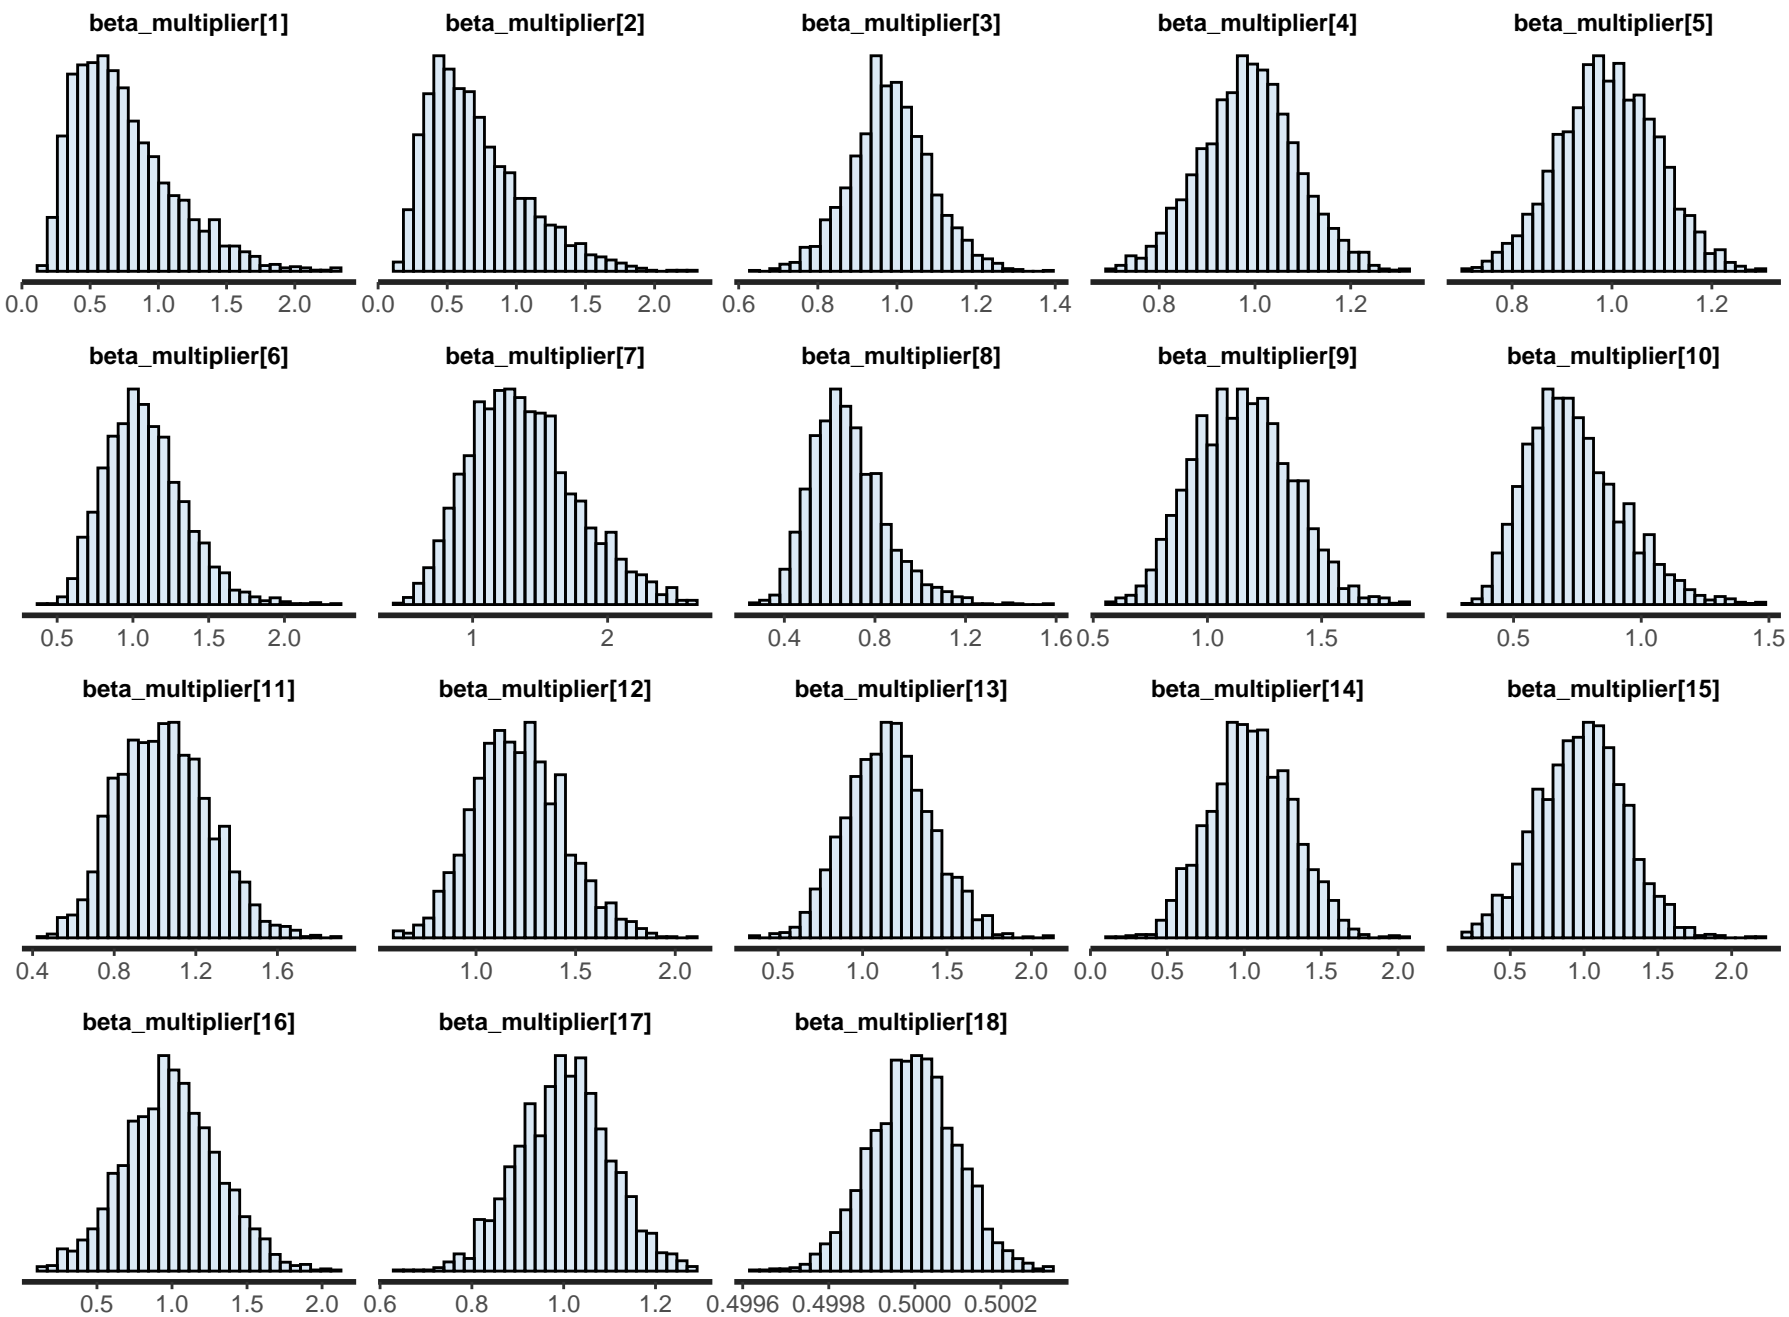 beta_multiplier[1] beta_multiplier[2] beta_multiplier[3] beta_multiplier[4] beta_multiplier[5]
0.0 0.5 1.0 1.5 2.0 0.0 0.5 1.0 1.5 2.0 0.6 0.8 1.0 1.2 1.4 0.8 1.0 1.2 0.8 1.0 1.2
beta_multiplier[6] beta_multiplier[7] beta_multiplier[8] beta_multiplier[9] beta_multiplier[10]
0.5 1.0 1.5 2.0 1 2 0.4 0.8 1.2 1.6 0.5 1.0 1.5 0.5 1.0 1.5
beta_multiplier[11] beta_multiplier[12] beta_multiplier[13] beta_multiplier[14] beta_multiplier[15]
0.4 0.8 1.2 1.6 1.0 1.5 2.0 0.5 1.0 1.5 2.0 0.0 0.5 1.0 1.5 2.0 0.5 1.0 1.5 2.0
beta_multiplier[16] beta_multiplier[17] beta_multiplier[18]
0.5 1.0 1.5 2.0 0.6 0.8 1.0 1.2 0.4996 0.4998 0.5000 0.5002